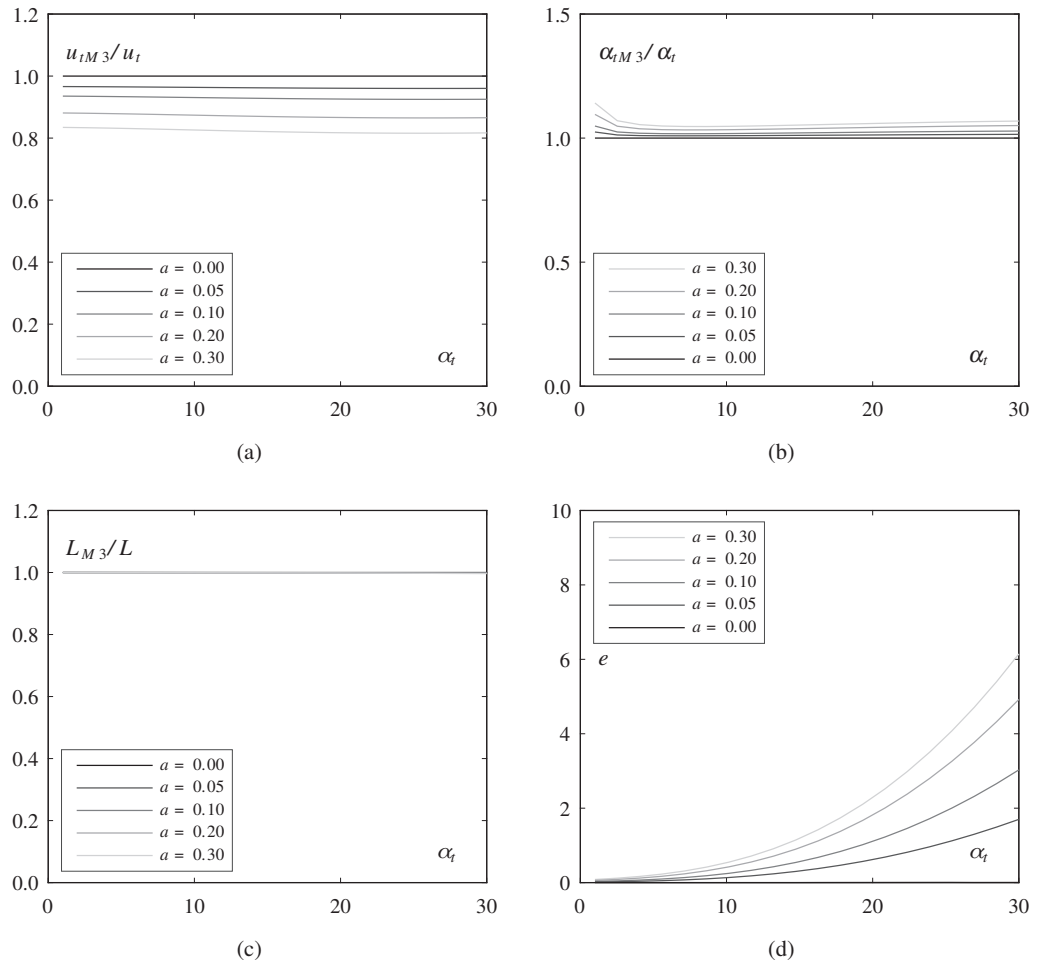 1.2
u_{tM 3}/u_t
1.0
0.8
0.6
0.4
0.2
0.0
a = 0.00
a = 0.05
a = 0.10
a = 0.20
a = 0.30
α_t
0 10 20 30
(a)
1.5
α_{tM 3}/α_t
1.0
0.5
0.0
a = 0.30
a = 0.20
a = 0.10
a = 0.05
a = 0.00
α_t
0 10 20 30
(b)
1.2
L_{M 3}/L
1.0
0.8
0.6
0.4
0.2
0.0
a = 0.00
a = 0.05
a = 0.10
a = 0.20
a = 0.30
α_t
0 10 20 30
(c)
10
8
6
4
2
0
a = 0.30
a = 0.20
a = 0.10
a = 0.05
a = 0.00
e
α_t
0 10 20 30
(d)